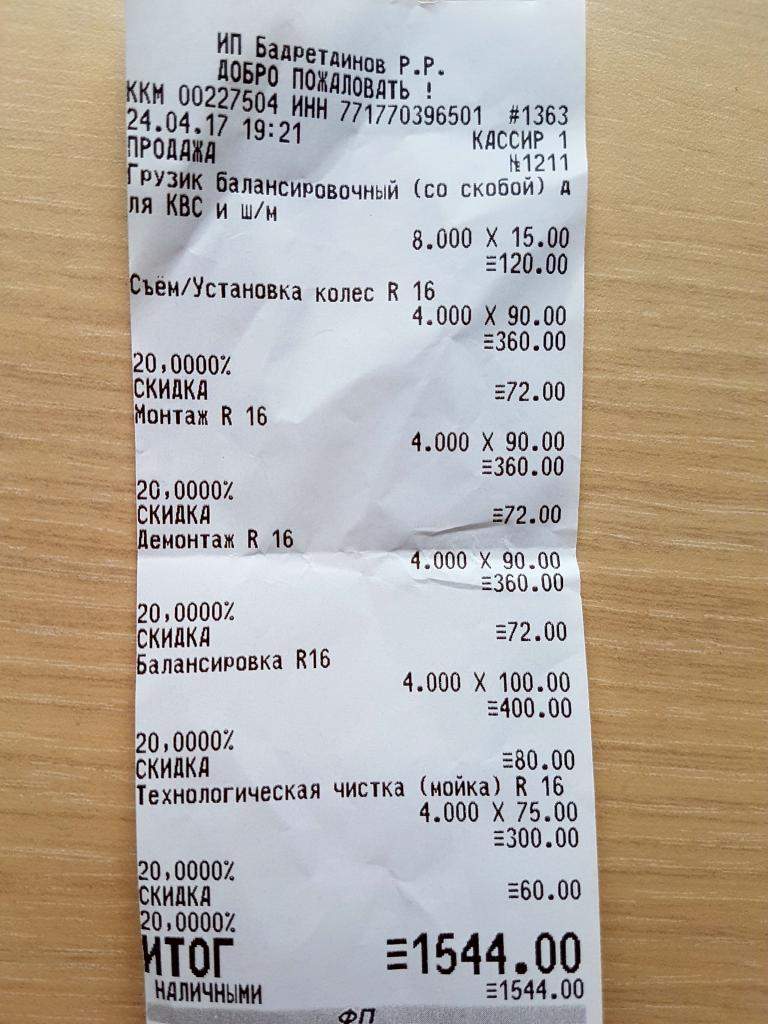 ИП Бадретдинов Р.Р.
ДОБРО ПОЖАЛОВАТЬ !
ККМ 00227504 ИНН 771770396501 #1363
24.04.17 19:21 КАССИР 1
ПРОДАЖА №1211
Грузик балансировочный (со скобой) д
ля КВС и ш/м
8.000 X 15.00
≡120.00
Съём/Установка колес R 16
4.000 X 90.00
≡360.00
20,0000%
СКИДКА ≡72.00
Монтаж R 16
4.000 X 90.00
≡360.00
20,0000%
СКИДКА ≡72.00
Демонтаж R 16
4.000 X 90.00
≡360.00
20,0000%
СКИДКА ≡72.00
Балансировка R16
4.000 X 100.00
≡400.00
20,0000%
СКИДКА ≡80.00
Технологическая чистка (мойка) R 16
4.000 X 75.00
≡300.00
20,0000%
СКИДКА ≡60.00
20,0000%
ИТОГ ≡1544.00
НАЛИЧНЫМИ ≡1544.00
ФП